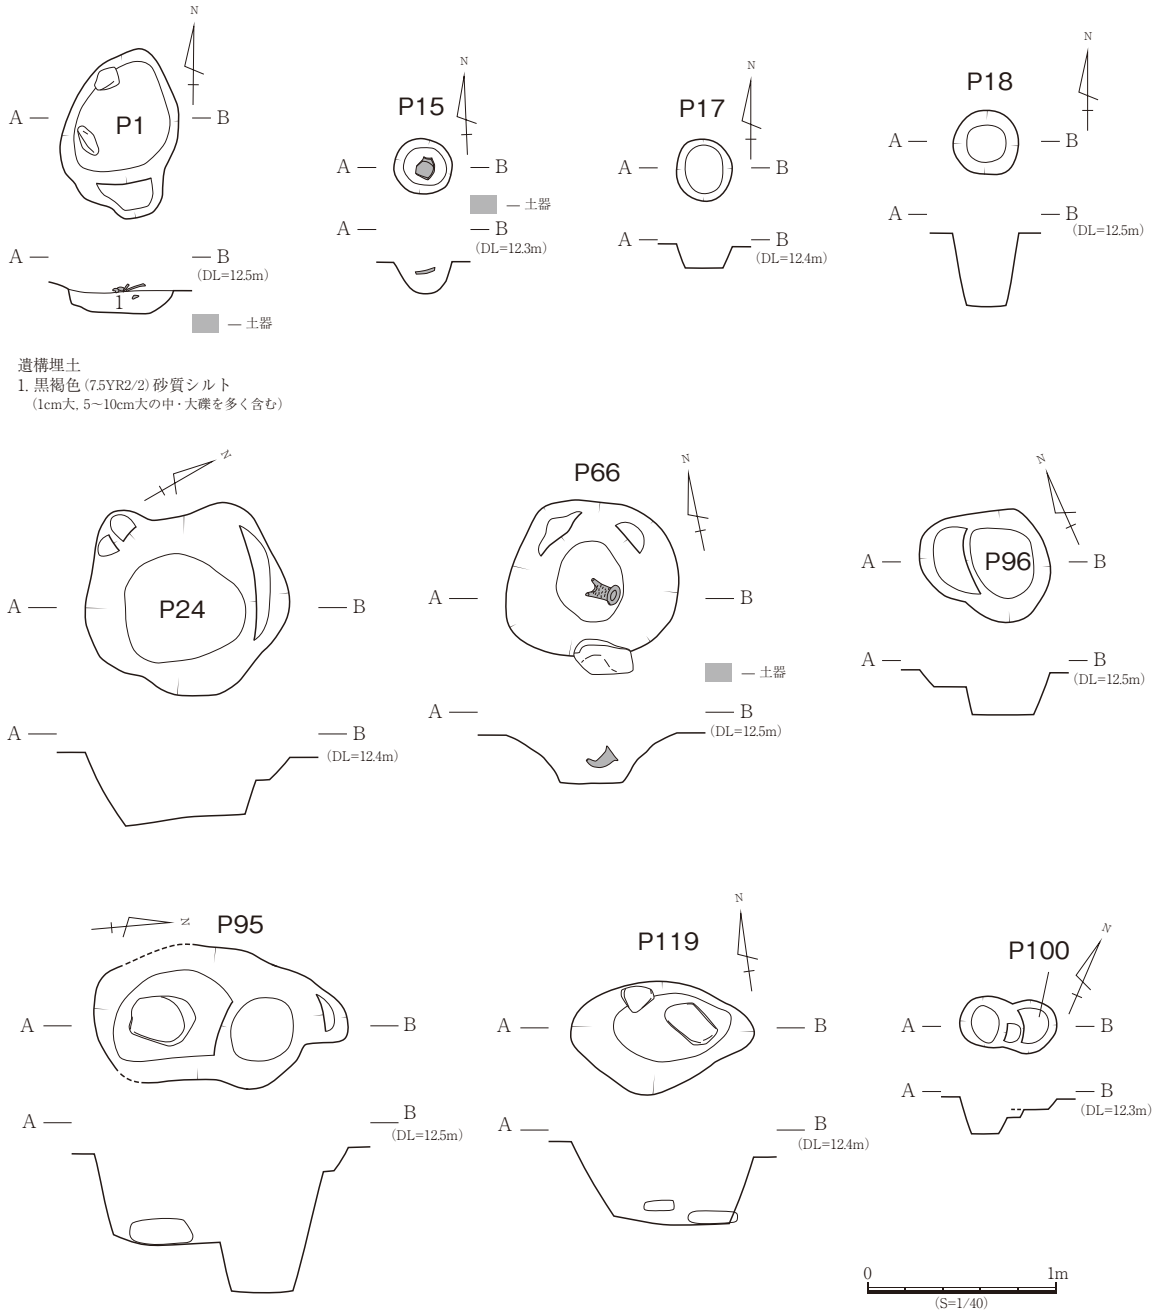 N
P1
A — — B
A — — B
(DL=12.5m)
1
— 土器
遺構埋土
1. 黒褐色 (7.5YR2/2) 砂質シルト
(1cm大, 5〜10cm大の中・大礫を多く含む)
N
P15
A — — B
— 土器
A — — B
(DL=12.3m)
N
P17
A — — B
A — — B
(DL=12.4m)
N
P18
A — — B
A — — B
(DL=12.5m)
N
P24
A — — B
A — — B
(DL=12.4m)
P66
N
A — — B
— 土器
A — — B
(DL=12.5m)
N
P96
A — — B
A — — B
(DL=12.5m)
N
P95
A — — B
A — — B
(DL=12.5m)
N
P119
A — — B
A — — B
(DL=12.4m)
N
P100
A — — B
A — — B
(DL=12.3m)
0 1m
(S=1/40)